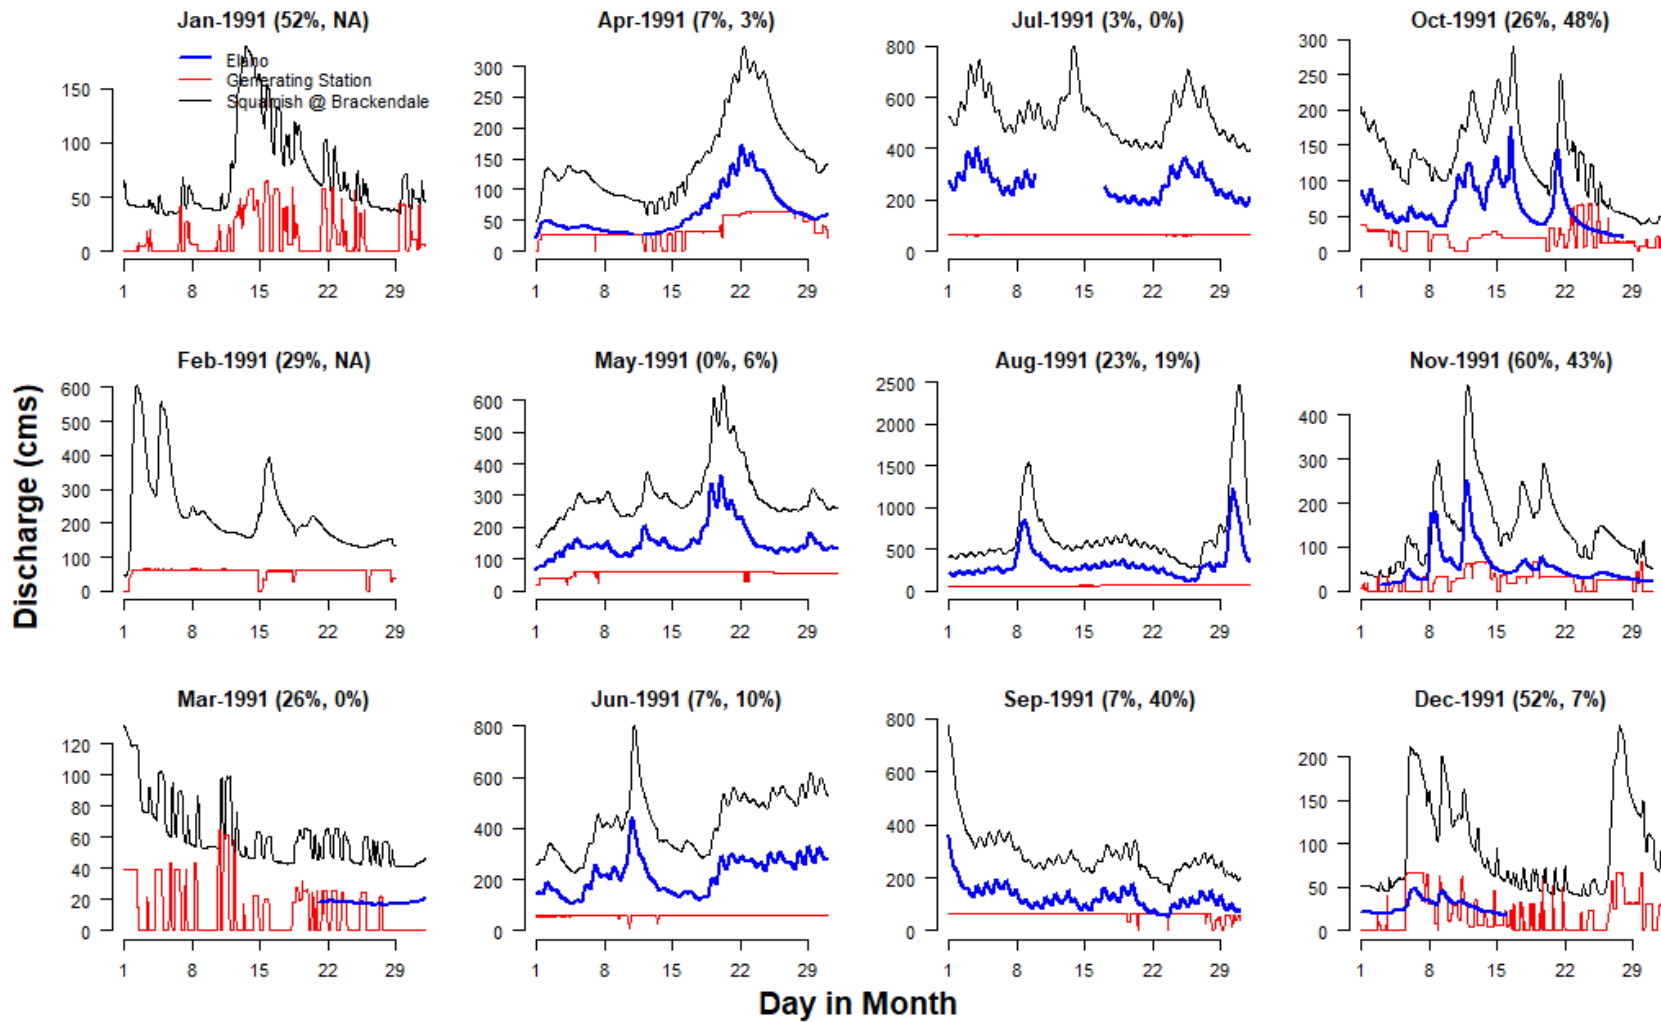 Jan-1991 (52%, NA)
Apr-1991 (7%, 3%)
Jul-1991 (3%, 0%)
Oct-1991 (26%, 48%)
Elaho
Generating Station
Squamish @ Brackendale
150
100
50
0
1 8 15 22 29
300
250
200
150
100
50
0
1 8 15 22 29
800
600
400
200
0
1 8 15 22 29
300
250
200
150
100
50
0
1 8 15 22 29
Feb-1991 (29%, NA)
May-1991 (0%, 6%)
Aug-1991 (23%, 19%)
Nov-1991 (60%, 43%)
600
500
400
300
200
100
0
1 8 15 22 29
600
500
400
300
200
100
0
1 8 15 22 29
2500
2000
1500
1000
500
0
1 8 15 22 29
400
300
200
100
0
1 8 15 22 29
Discharge (cms)
Mar-1991 (26%, 0%)
Jun-1991 (7%, 10%)
Sep-1991 (7%, 40%)
Dec-1991 (52%, 7%)
120
100
80
60
40
20
0
1 8 15 22 29
800
600
400
200
0
1 8 15 22 29
800
600
400
200
0
1 8 15 22 29
200
150
100
50
0
1 8 15 22 29
Day in Month